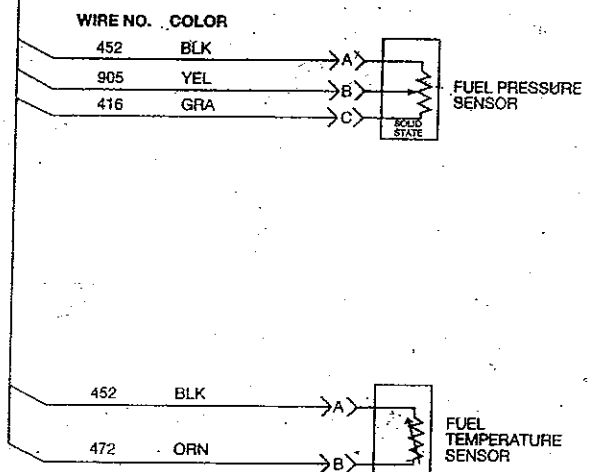 WIRE NO. COLOR
452 BLK A
905 YEL B
416 GRA C
FUEL PRESSURE
SENSOR
SOLID
STATE
452 BLK A
472 ORN B
FUEL
TEMPERATURE
SENSOR